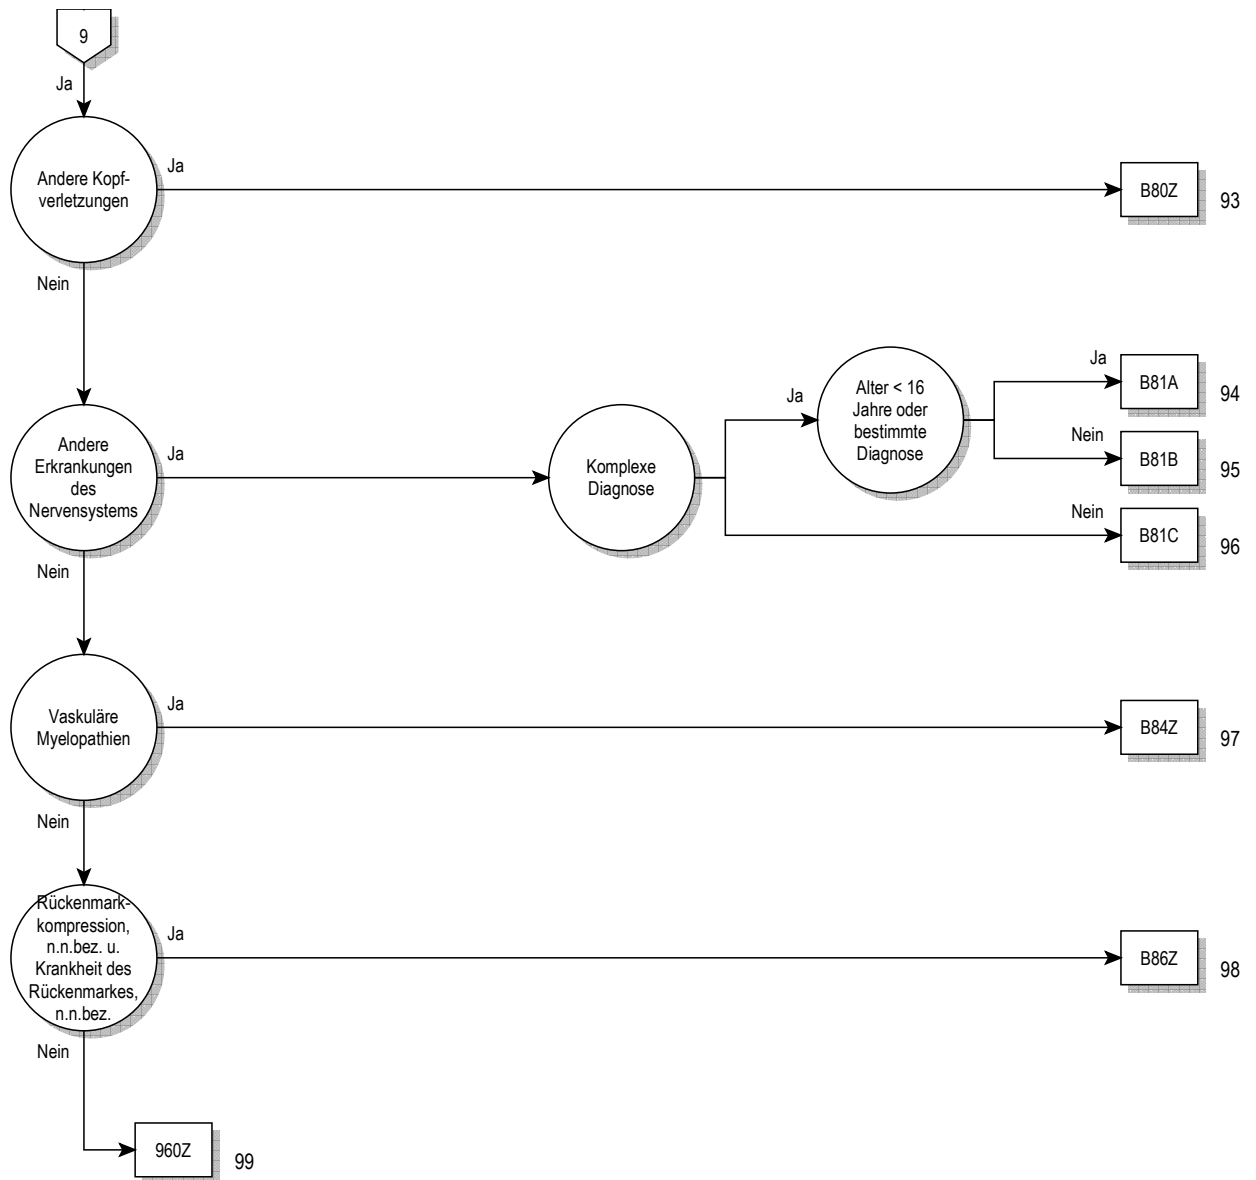 9
Ja
Andere Kopf-
verletzungen
Ja
B80Z
93
Nein
Andere
Erkrankungen
des
Nervensystems
Ja
Komplexe
Diagnose
Ja
Alter < 16
Jahre oder
bestimmte
Diagnose
Ja
B81A
94
Nein
B81B
95
Nein
B81C
96
Nein
Vaskuläre
Myelopathien
Ja
B84Z
97
Nein
Rückenmark-
kompression,
n.n.bez. u.
Krankheit des
Rückenmarkes,
n.n.bez.
Ja
B86Z
98
Nein
960Z
99